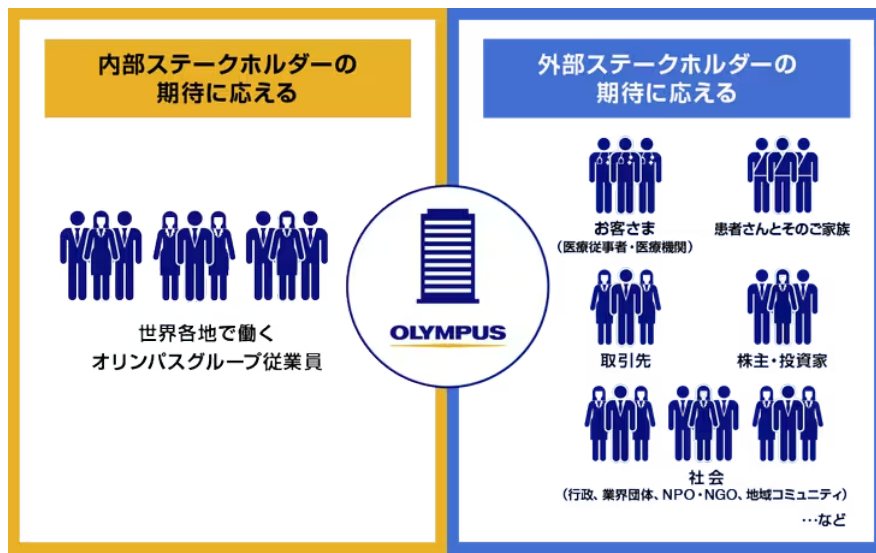 内部ステークホルダーの
期待に応える
世界各地で働く
オリンパスグループ従業員
OLYMPUS
外部ステークホルダーの
期待に応える
お客さま
(医療従事者・医療機関)
患者さんとそのご家族
取引先
株主・投資家
社会
(行政、業界団体、NPO・NGO、地域コミュニティ)
…など